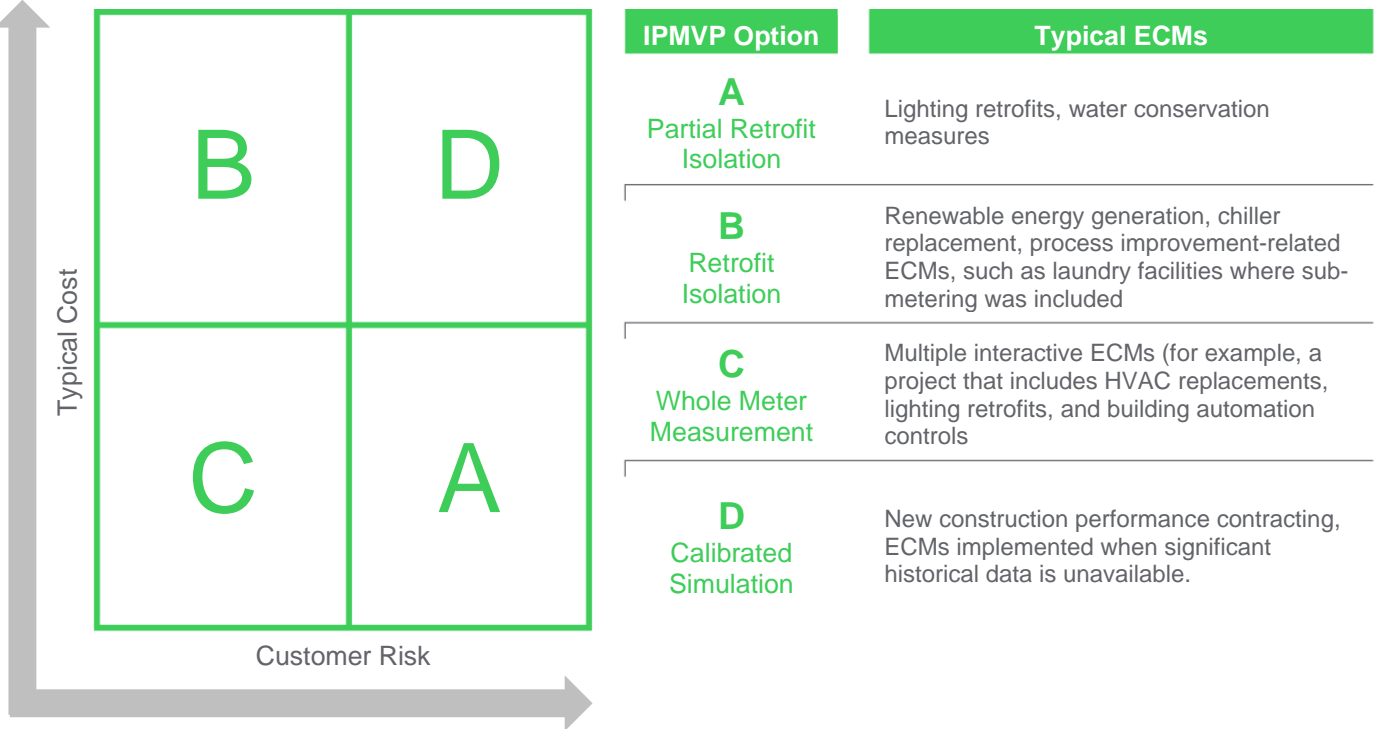 Typical Cost
B
D
C
A
Customer Risk
IPMVP Option
Typical ECMs
A
Partial Retrofit
Isolation
Lighting retrofits, water conservation
measures
B
Retrofit
Isolation
Renewable energy generation, chiller
replacement, process improvement-related
ECMs, such as laundry facilities where sub-
metering was included
C
Whole Meter
Measurement
Multiple interactive ECMs (for example, a
project that includes HVAC replacements,
lighting retrofits, and building automation
controls
D
Calibrated
Simulation
New construction performance contracting,
ECMs implemented when significant
historical data is unavailable.